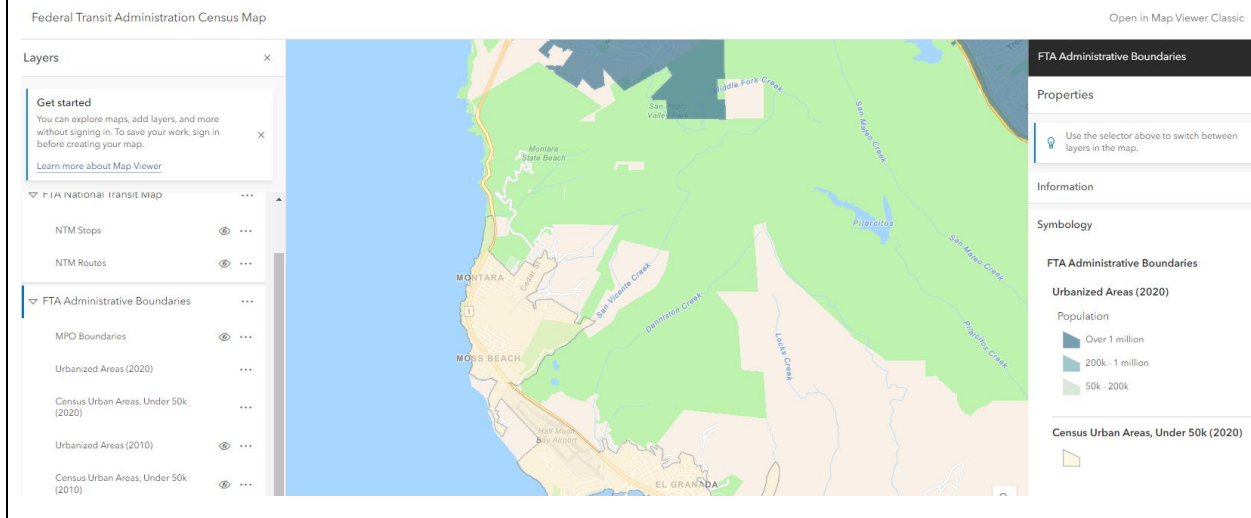 Federal Transit Administration Census Map
Open in Map Viewer Classic
Layers
Get started
You can explore maps, add layers, and more
without signing in. To save your work, sign in
before creating your map.
Learn more about Map Viewer
FTA National Transit Map
NTM Stops
NTM Routes
FTA Administrative Boundaries
MPO Boundaries
Urbanized Areas (2020)
Census Urban Areas, Under 50k
(2020)
Urbanized Areas (2010)
Census Urban Areas, Under 50k
(2010)
Middle Fork Creek
San Pedro
Valley Park
San Mateo Creek
Montara
State Beach
Pilarcitos
San Mateo Creek
MONTARA
Cedar St
San Vicente Creek
Denniston Creek
1
Locks Creek
Pilarcitos Creek
MOSS BEACH
Half Moon
Bay Airport
EL GRANADA
FTA Administrative Boundaries
Properties
Use the selector above to switch between
layers in the map.
Information
Symbology
FTA Administrative Boundaries
Urbanized Areas (2020)
Population
Over 1 million
200k - 1 million
50k - 200k
Census Urban Areas, Under 50k (2020)